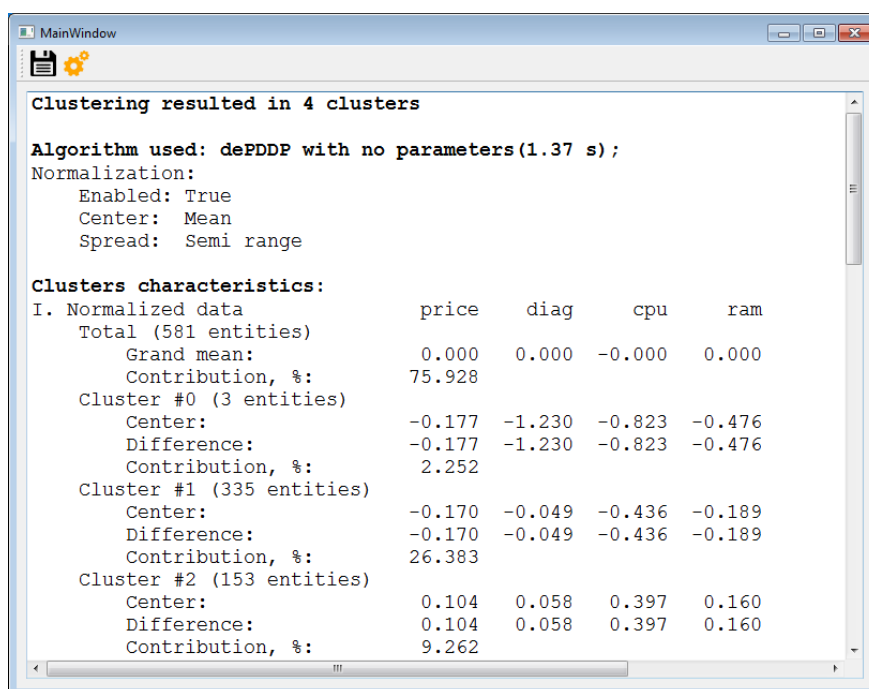 MainWindow
Clustering resulted in 4 clusters
Algorithm used: dePDDP with no parameters(1.37 s);
Normalization:
Enabled: True
Center: Mean
Spread: Semi range
Clusters characteristics:
I. Normalized data price diag cpu ram
Total (581 entities)
Grand mean: 0.000 0.000 -0.000 0.000
Contribution, %: 75.928
Cluster #0 (3 entities)
Center: -0.177 -1.230 -0.823 -0.476
Difference: -0.177 -1.230 -0.823 -0.476
Contribution, %: 2.252
Cluster #1 (335 entities)
Center: -0.170 -0.049 -0.436 -0.189
Difference: -0.170 -0.049 -0.436 -0.189
Contribution, %: 26.383
Cluster #2 (153 entities)
Center: 0.104 0.058 0.397 0.160
Difference: 0.104 0.058 0.397 0.160
Contribution, %: 9.262